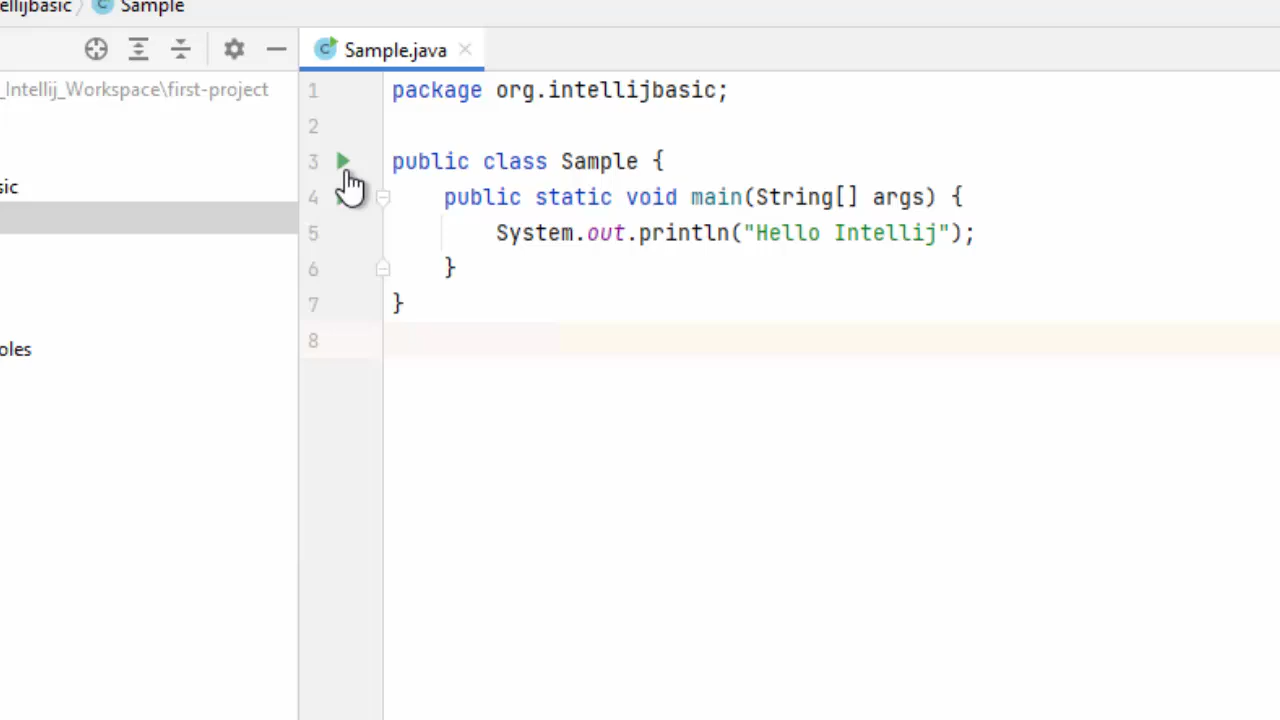 ellijbasic Sample
Sample.java
_Intellij_Workspace\first-project
sic
oles
1 package org.intellijbasic;
2
3 public class Sample {
4 public static void main(String[] args) {
5 System.out.println("Hello Intellij");
6 }
7 }
8